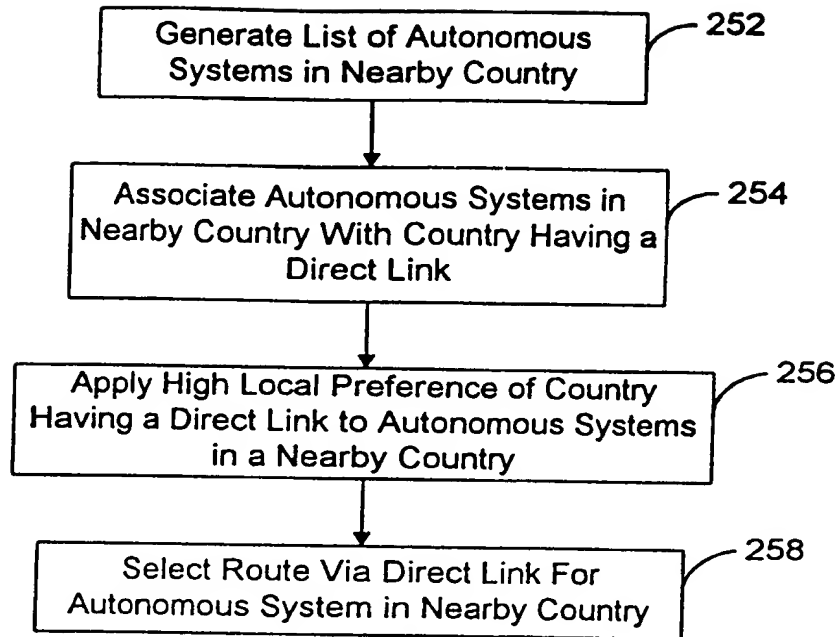 Generate List of Autonomous
Systems in Nearby Country
252
Associate Autonomous Systems in
Nearby Country With Country Having a
Direct Link
254
Apply High Local Preference of Country
Having a Direct Link to Autonomous Systems
in a Nearby Country
256
Select Route Via Direct Link For
Autonomous System in Nearby Country
258